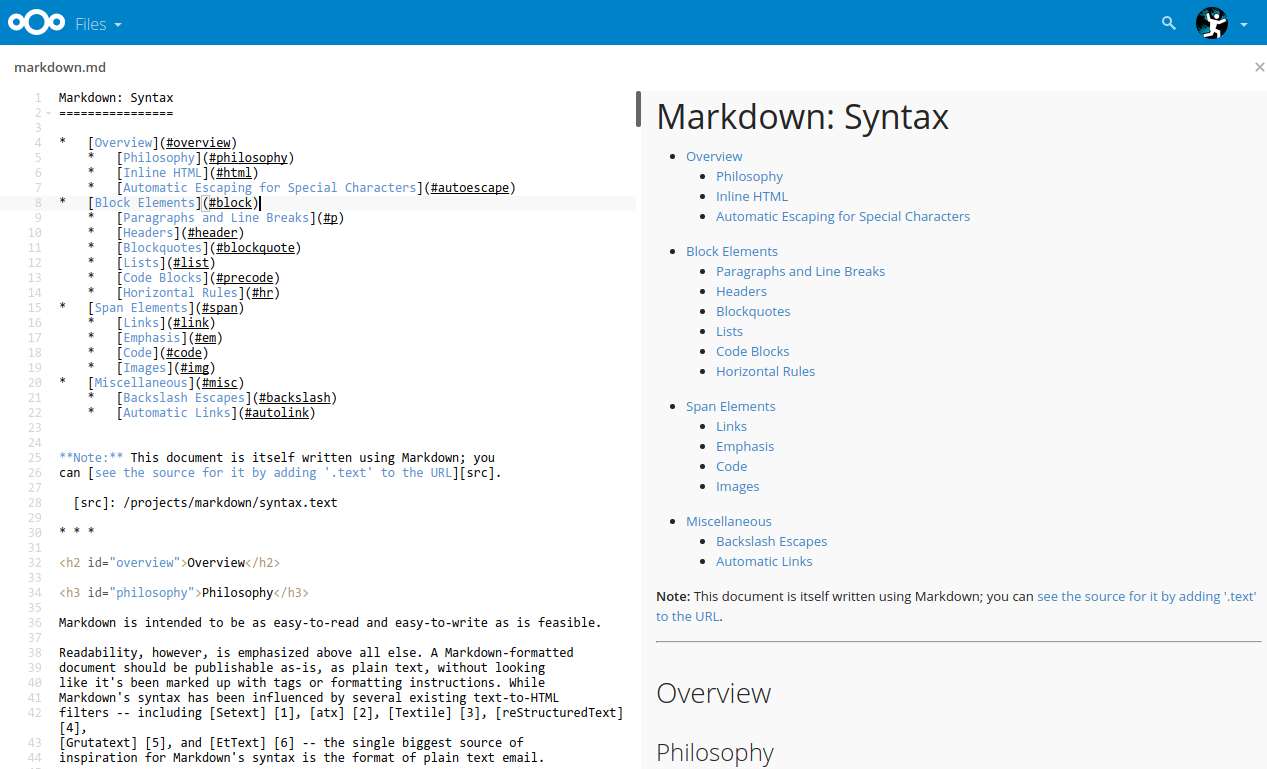 Files
markdown.md
1 Markdown: Syntax
2 ================
3
4 *   [Overview](#overview)
5     *   [Philosophy](#philosophy)
6     *   [Inline HTML](#html)
7     *   [Automatic Escaping for Special Characters](#autoescape)
8 *   [Block Elements](#block)
9     *   [Paragraphs and Line Breaks](#p)
10     *   [Headers](#header)
11     *   [Blockquotes](#blockquote)
12     *   [Lists](#list)
13     *   [Code Blocks](#precode)
14     *   [Horizontal Rules](#hr)
15 *   [Span Elements](#span)
16     *   [Links](#link)
17     *   [Emphasis](#em)
18     *   [Code](#code)
19     *   [Images](#img)
20 *   [Miscellaneous](#misc)
21     *   [Backslash Escapes](#backslash)
22     *   [Automatic Links](#autolink)
23
24
25 **Note:** This document is itself written using Markdown; you
26 can [see the source for it by adding '.text' to the URL][src].
27
28   [src]: /projects/markdown/syntax.text
29
30 * * *
31
32 <h2 id="overview">Overview</h2>
33
34 <h3 id="philosophy">Philosophy</h3>
35
36 Markdown is intended to be as easy-to-read and easy-to-write as is feasible.
37
38 Readability, however, is emphasized above all else. A Markdown-formatted
39 document should be publishable as-is, as plain text, without looking
40 like it's been marked up with tags or formatting instructions. While
41 Markdown's syntax has been influenced by several existing text-to-HTML
42 filters -- including [Setext] [1], [atx] [2], [Textile] [3], [reStructuredText]
[4],
43 [Grutatext] [5], and [EtText] [6] -- the single biggest source of
44 inspiration for Markdown's syntax is the format of plain text email.
Markdown: Syntax
• Overview
• Philosophy
• Inline HTML
• Automatic Escaping for Special Characters
• Block Elements
• Paragraphs and Line Breaks
• Headers
• Blockquotes
• Lists
• Code Blocks
• Horizontal Rules
• Span Elements
• Links
• Emphasis
• Code
• Images
• Miscellaneous
• Backslash Escapes
• Automatic Links
Note: This document is itself written using Markdown; you can see the source for it by adding '.text'
to the URL.
Overview
Philosophy